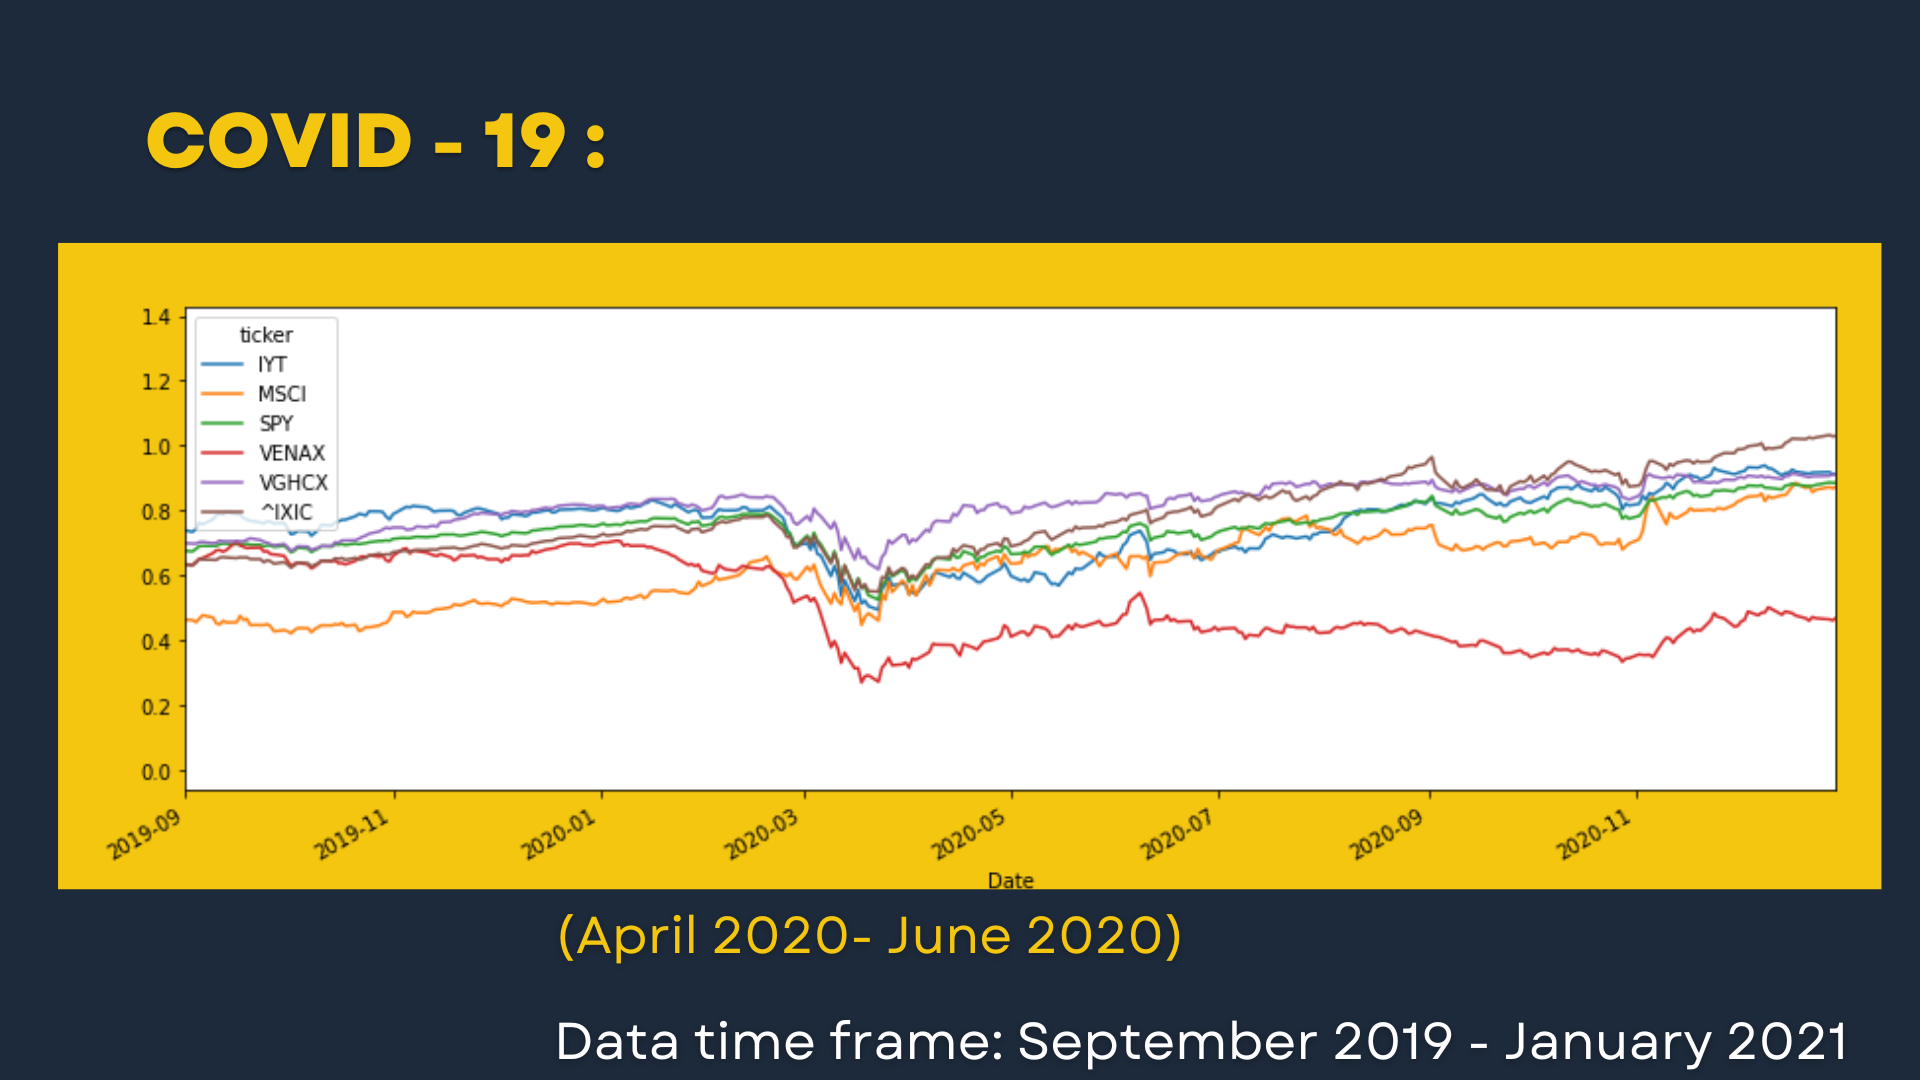 COVID - 19 :
ticker
IYT
MSCI
SPY
VENAX
VGHCX
^IXIC
1.4
1.2
1.0
0.8
0.6
0.4
0.2
0.0
2019-09
2019-11
2020-01
2020-03
2020-05
2020-07
2020-09
2020-11
Date
(April 2020- June 2020)
Data time frame: September 2019 - January 2021